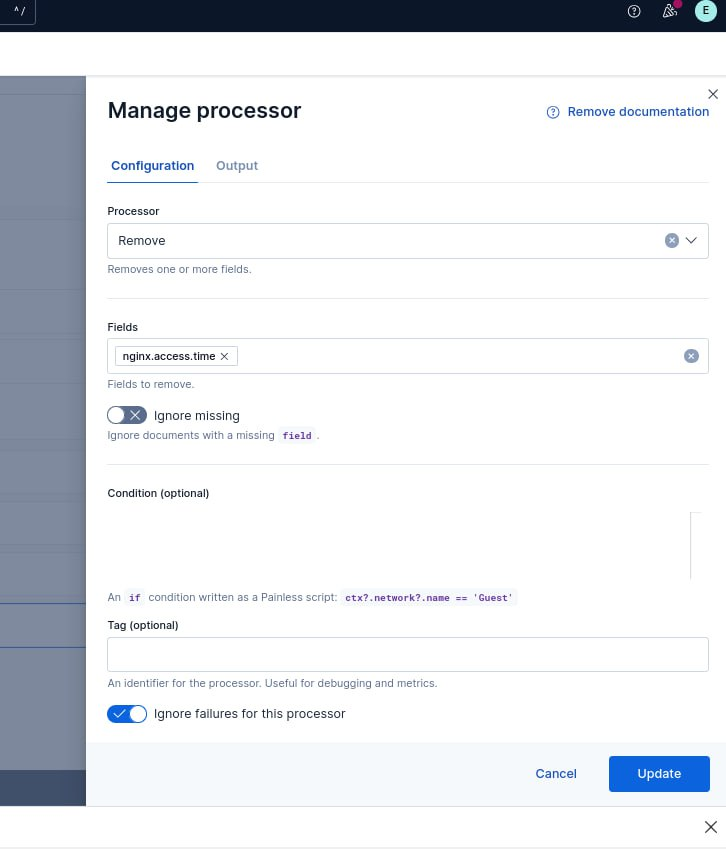 ^/
E
Manage processor
Remove documentation
Configuration
Output
Processor
Remove
Removes one or more fields.
Fields
nginx.access.time
Fields to remove.
Ignore missing
Ignore documents with a missing field .
Condition (optional)
An if condition written as a Painless script: ctx?.network?.name == 'Guest'
Tag (optional)
An identifier for the processor. Useful for debugging and metrics.
Ignore failures for this processor
Cancel
Update